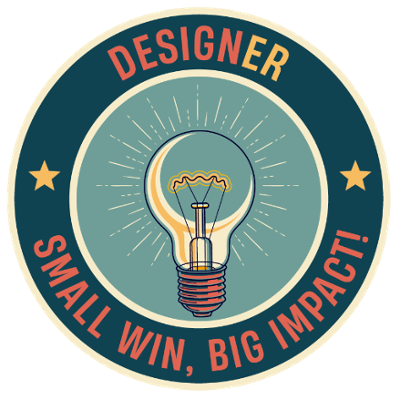 DESIGNER
SMALL WIN, BIG IMPACT!